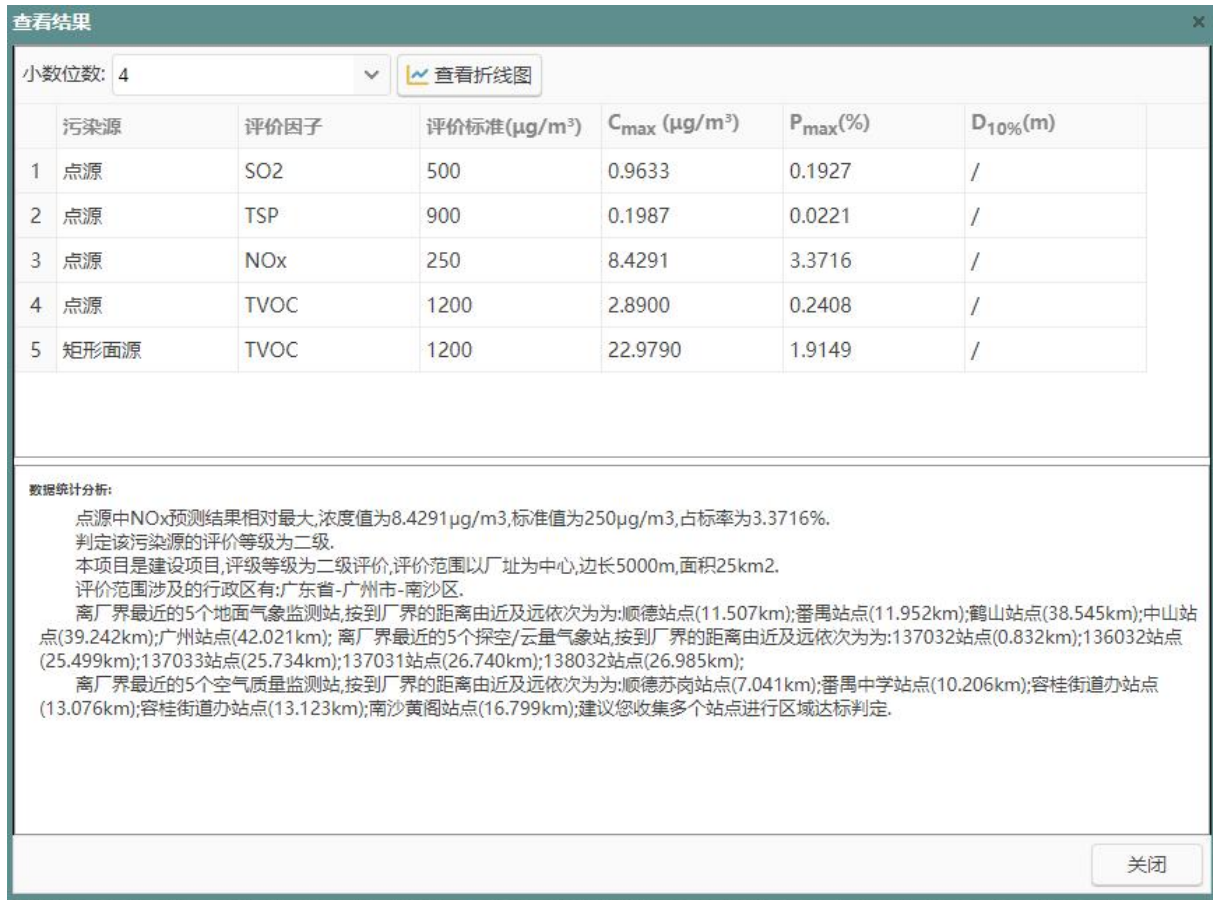 查看结果 ×
小数位数: 4 查看折线图
污染源 评价因子 评价标准(μg/m³) Cmax (μg/m³) Pmax(%) D10%(m)
1 点源 SO2 500 0.9633 0.1927 /
2 点源 TSP 900 0.1987 0.0221 /
3 点源 NOx 250 8.4291 3.3716 /
4 点源 TVOC 1200 2.8900 0.2408 /
5 矩形面源 TVOC 1200 22.9790 1.9149 /
数据统计分析:
点源中NOx预测结果相对最大,浓度值为8.4291μg/m3,标准值为250μg/m3,占标率为3.3716%.
判定该污染源的评价等级为二级.
本项目是建设项目,评级等级为二级评价,评价范围以厂址为中心,边长5000m,面积25km2.
评价范围涉及的行政区有:广东省-广州市-南沙区.
离厂界最近的5个地面气象监测站,按到厂界的距离由近及远依次为为:顺德站点(11.507km);番禺站点(11.952km);鹤山站点(38.545km);中山站
点(39.242km);广州站点(42.021km); 离厂界最近的5个探空/云量气象站,按到厂界的距离由近及远依次为为:137032站点(0.832km);136032站点
(25.499km);137033站点(25.734km);137031站点(26.740km);138032站点(26.985km);
离厂界最近的5个空气质量监测站,按到厂界的距离由近及远依次为为:顺德苏岗站点(7.041km);番禺中学站点(10.206km);容桂街道办站点
(13.076km);容桂街道办站点(13.123km);南沙黄阁站点(16.799km);建议您收集多个站点进行区域达标判定.
关闭